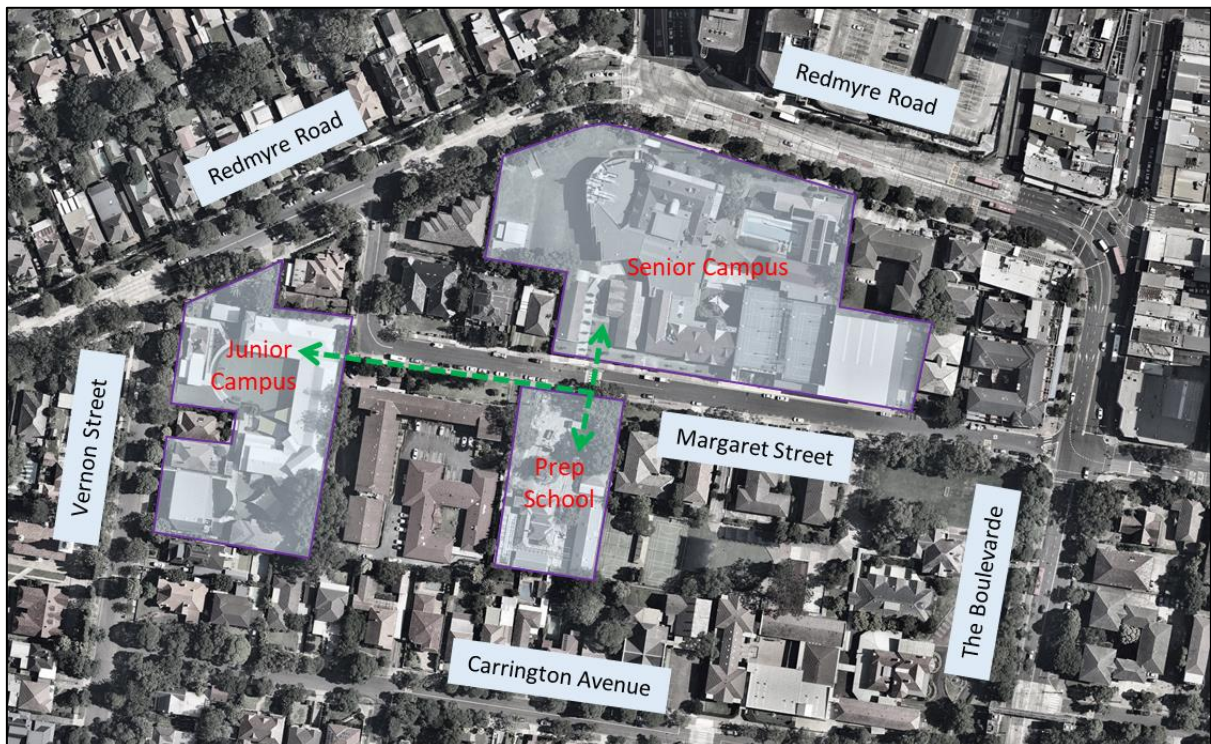 Redmyre Road
Redmyre Road
Senior Campus
Junior
Campus
Vernon Street
Margaret Street
Prep
School
The Boulevarde
Carrington Avenue